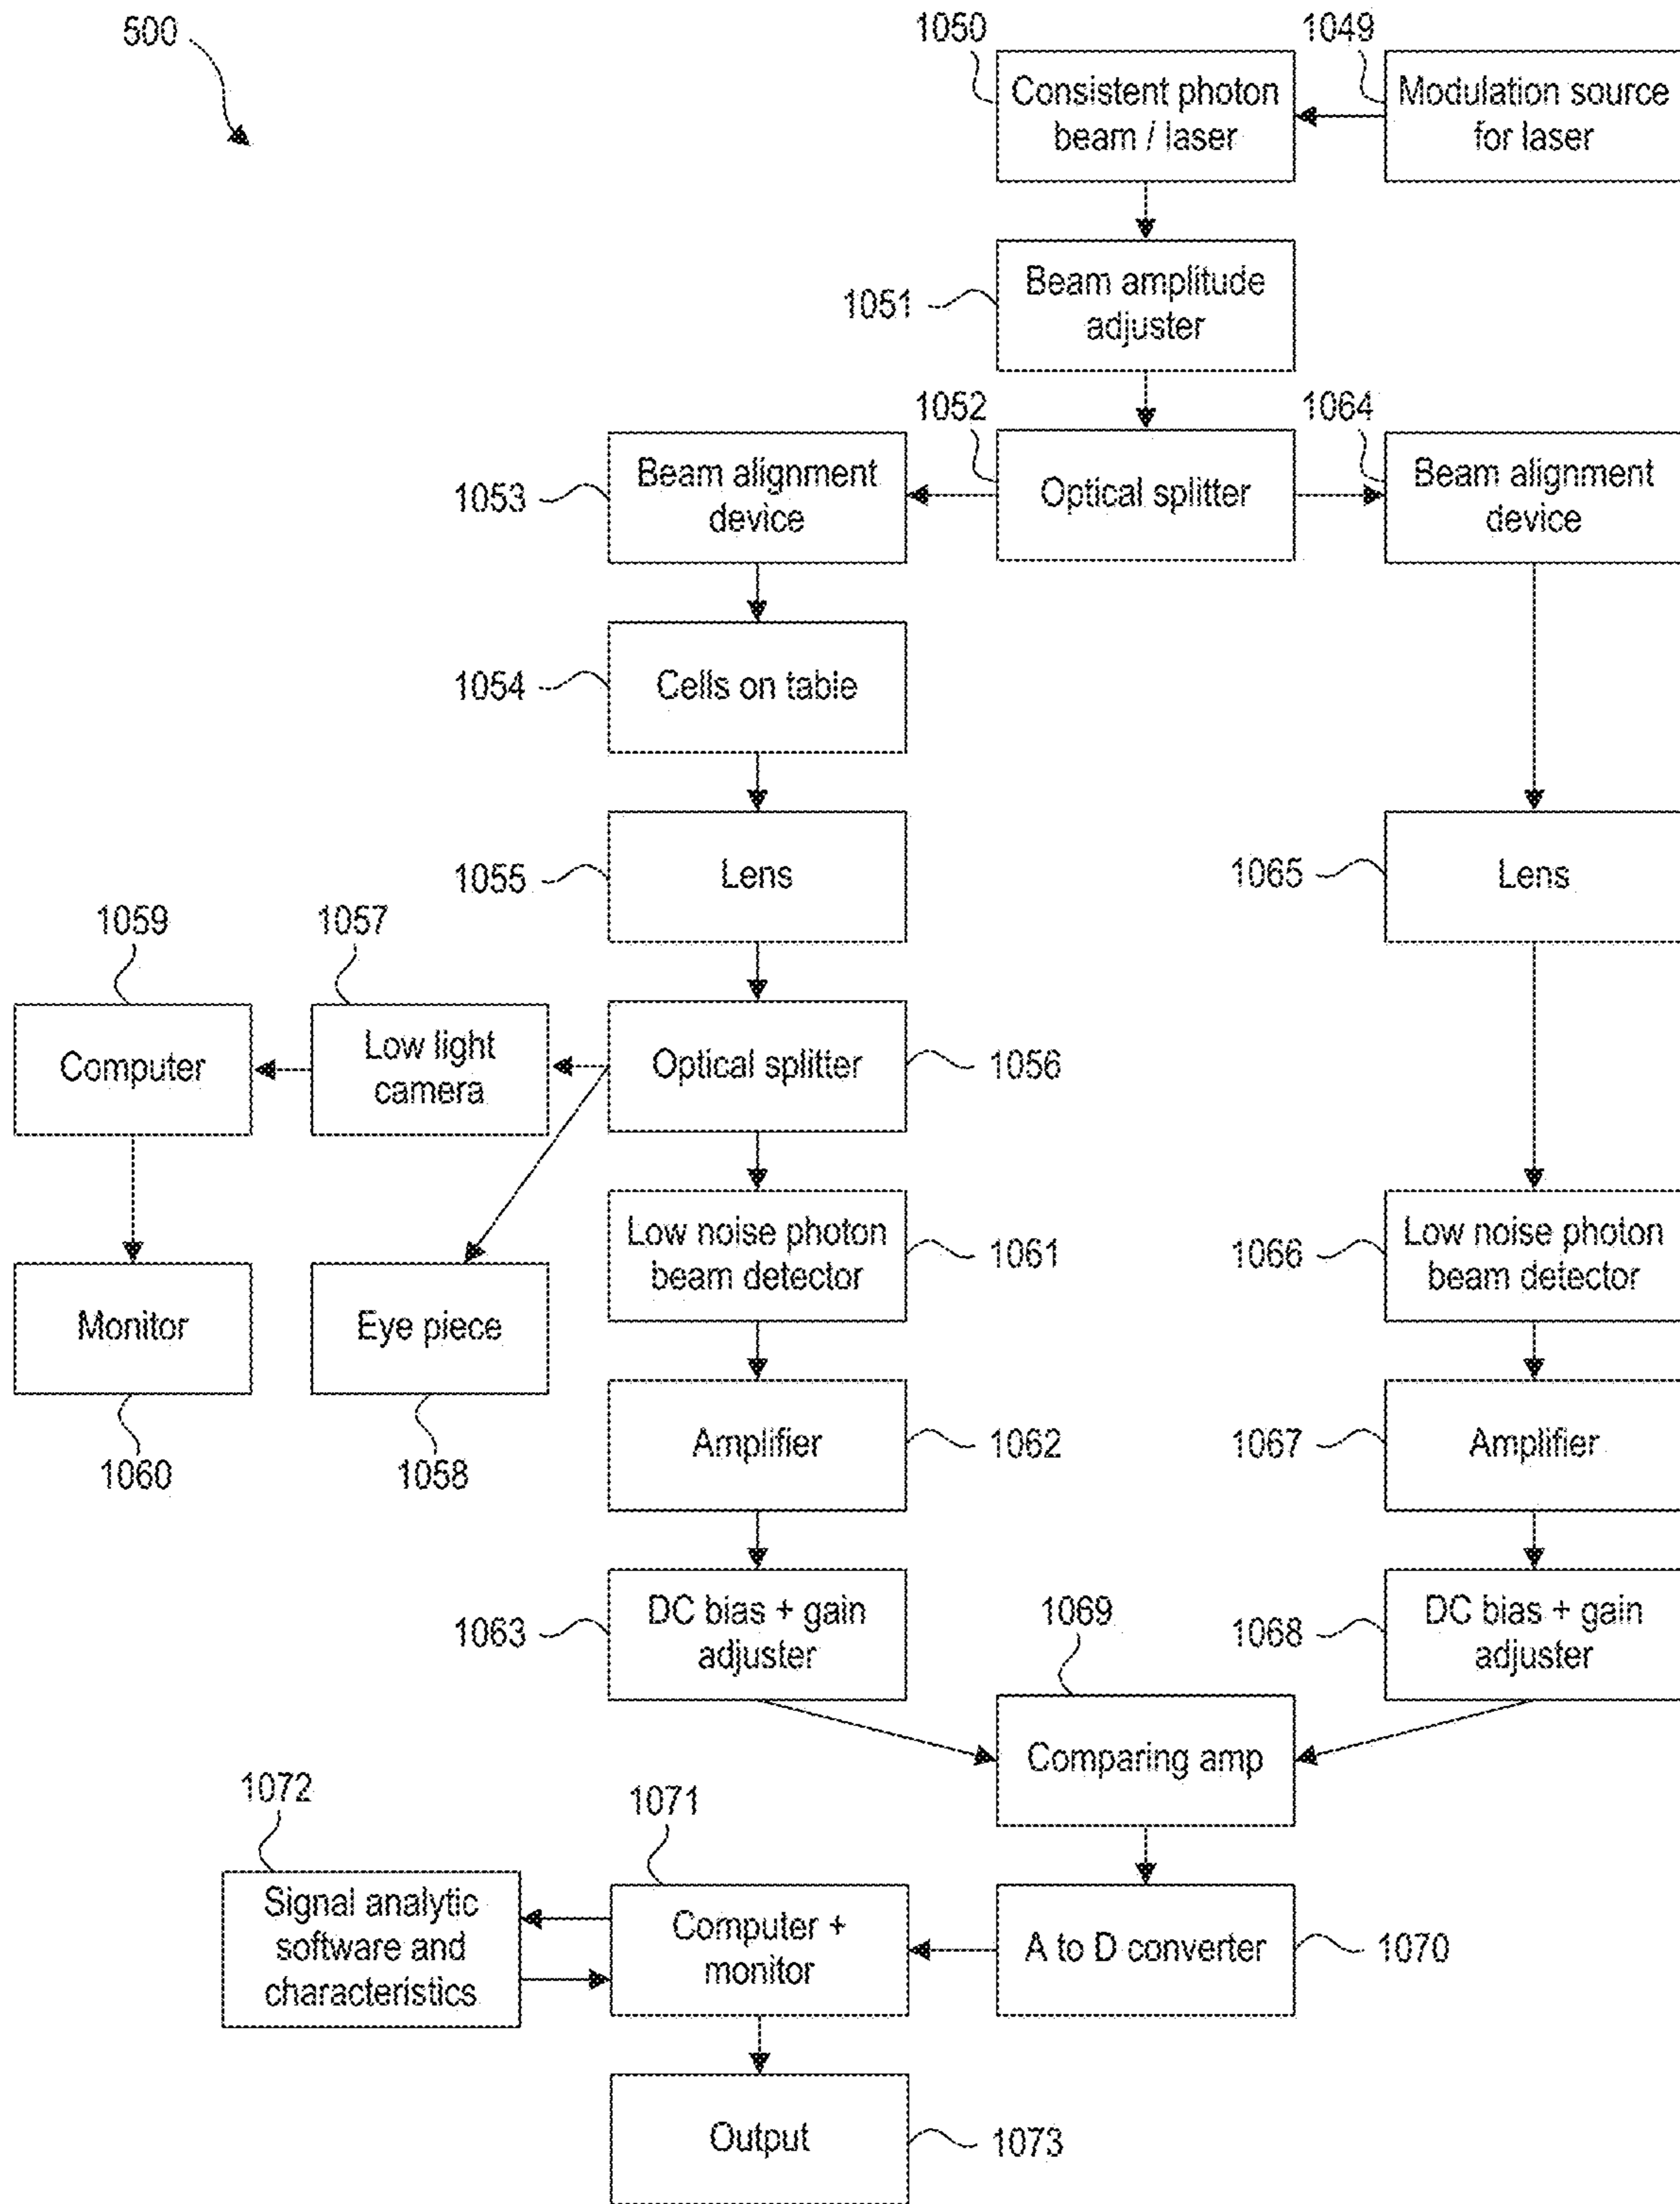 500
1050
1049
Consistent photon
beam / laser
Modulation source
for laser
1051
Beam amplitude
adjuster
1052
1064
1053
Beam alignment
device
Optical splitter
Beam alignment
device
1054
Cells on table
1055
Lens
1065
Lens
1059
1057
Computer
Low light
camera
Optical splitter
1056
Low noise photon
beam detector
1061
1066
Low noise photon
beam detector
Monitor
Eye piece
1060
1058
Amplifier
1062
1067
Amplifier
1063
DC bias + gain
adjuster
1069
1068
DC bias + gain
adjuster
Comparing amp
1072
1071
Signal analytic
software and
characteristics
Computer +
monitor
A to D converter
1070
Output
1073